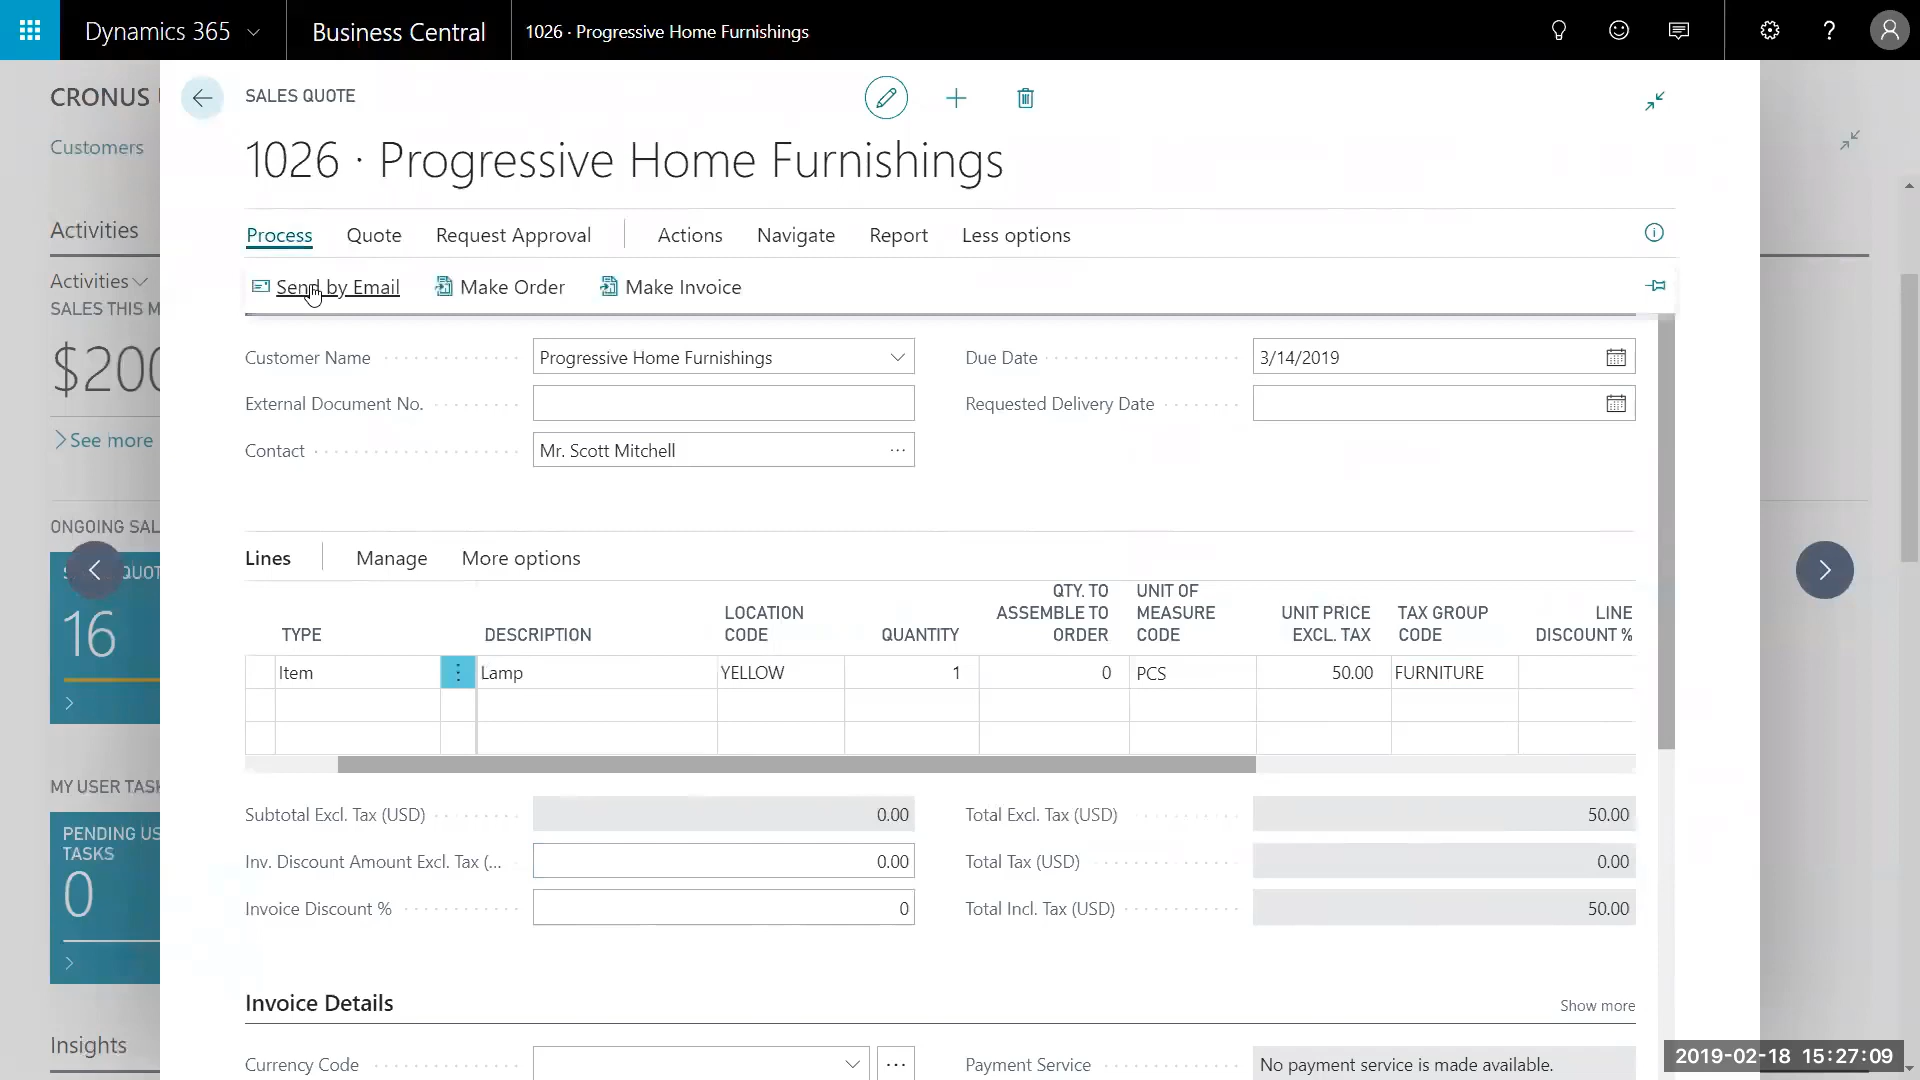 Dynamics 365
Business Central
1026 · Progressive Home Furnishings
?
CRONUS U
Customers
Activities
Activities
SALES THIS M
$200
See more
ONGOING SAL
QUOT
16
MY USER TASK
PENDING US
TASKS
0
Insights
SALES QUOTE
1026 · Progressive Home Furnishings
Process
Quote
Request Approval
Actions
Navigate
Report
Less options
Send by Email
Make Order
Make Invoice
Customer Name
Progressive Home Furnishings
Due Date
3/14/2019
External Document No.
Requested Delivery Date
Contact
Mr. Scott Mitchell
Lines
Manage
More options
TYPE
DESCRIPTION
LOCATION
CODE
QUANTITY
QTY. TO
ASSEMBLE TO
ORDER
UNIT OF
MEASURE
CODE
UNIT PRICE
EXCL. TAX
TAX GROUP
CODE
LINE
DISCOUNT %
Item
Lamp
YELLOW
1
0
PCS
50.00
FURNITURE
Subtotal Excl. Tax (USD)
0.00
Total Excl. Tax (USD)
50.00
Inv. Discount Amount Excl. Tax (...
0.00
Total Tax (USD)
0.00
Invoice Discount %
0
Total Incl. Tax (USD)
50.00
Invoice Details
Show more
Currency Code
Payment Service
No payment service is made available.
2019-02-18 15:27:09